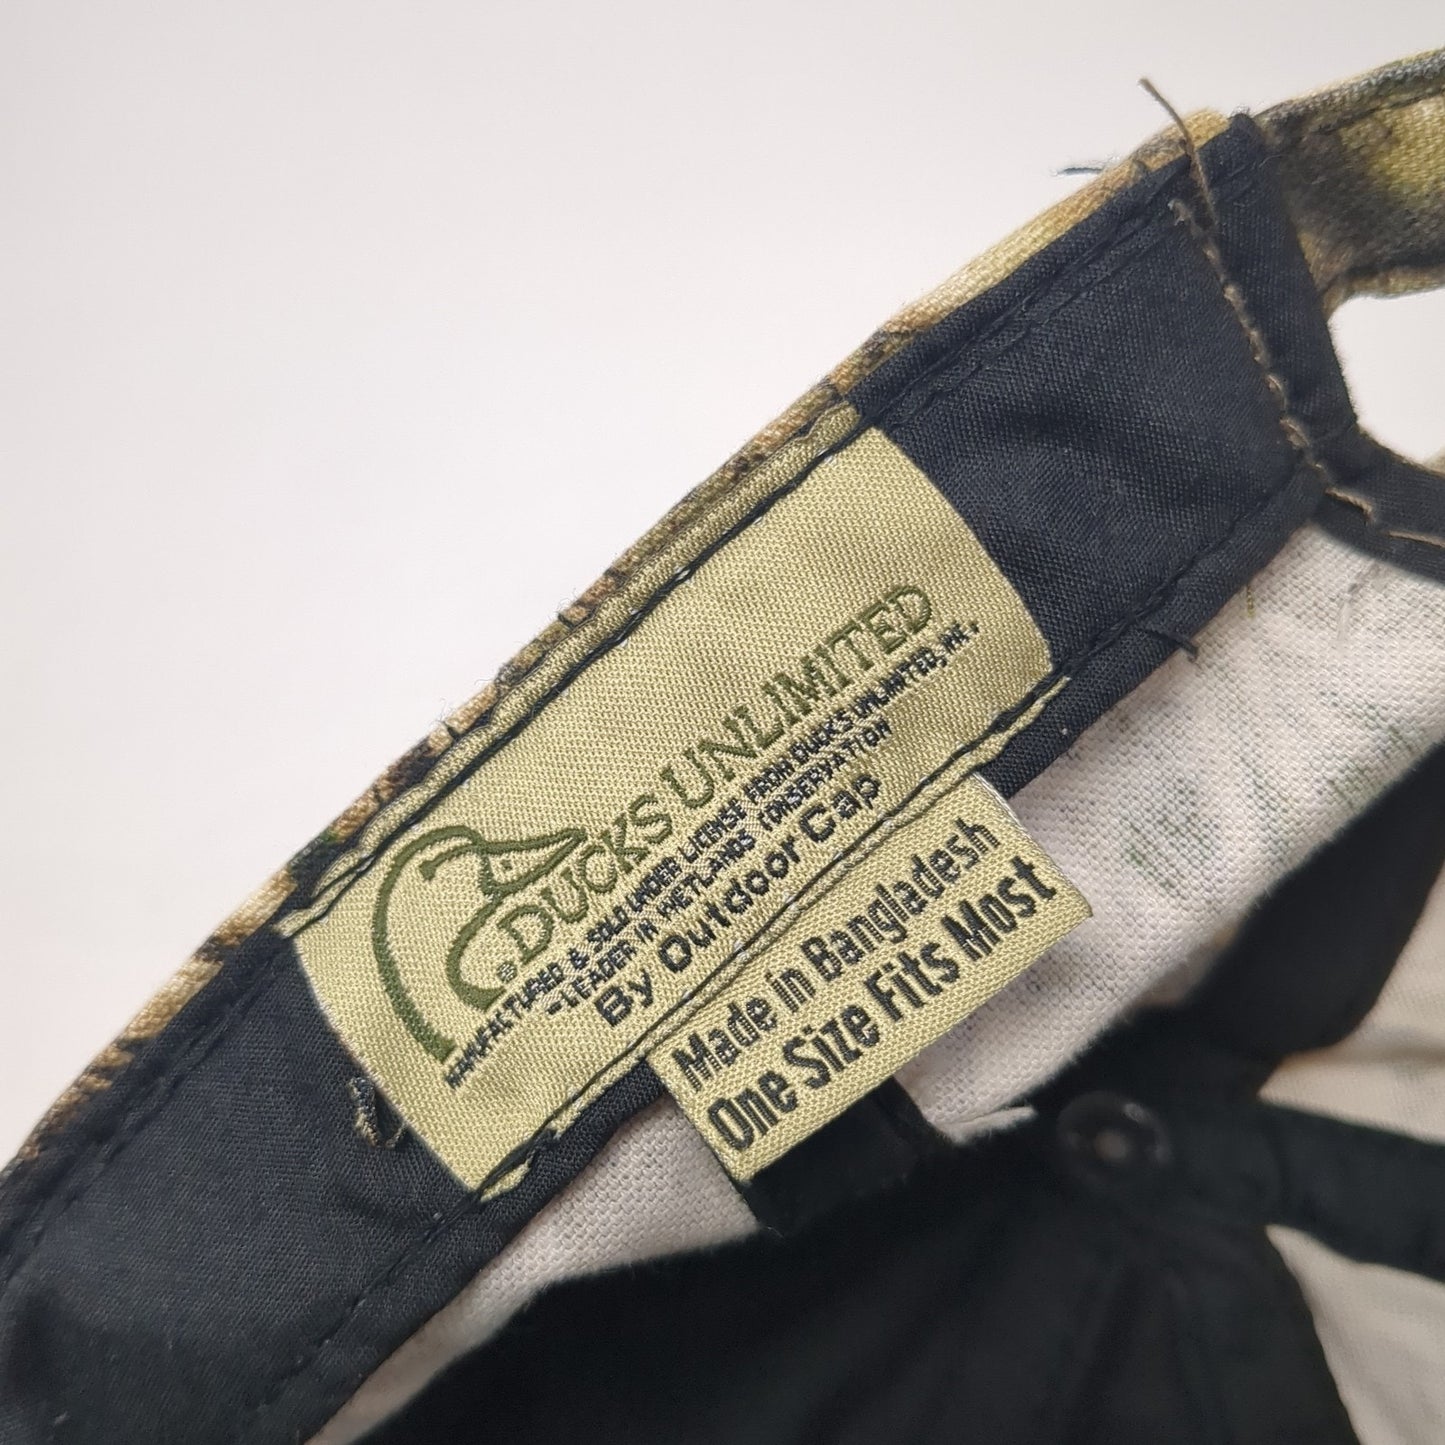 ® DUCKS UNLIMITED
MANUFACTURED & SOLD UNDER LICENSE FROM DUCKS UNLIMITED, INC.
-LEADER IN WETLANDS CONSERVATION
By Outdoor Cap
Made in Bangladesh
One Size Fits Most